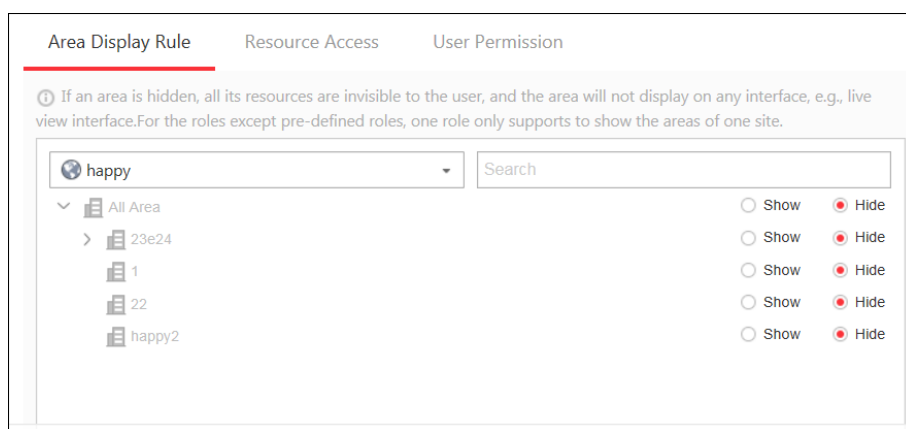 Area Display Rule Resource Access User Permission
If an area is hidden, all its resources are invisible to the user, and the area will not display on any interface, e.g., live
view interface.For the roles except pre-defined roles, one role only supports to show the areas of one site.
happy Search
All Area Show Hide
23e24 Show Hide
1 Show Hide
22 Show Hide
happy2 Show Hide